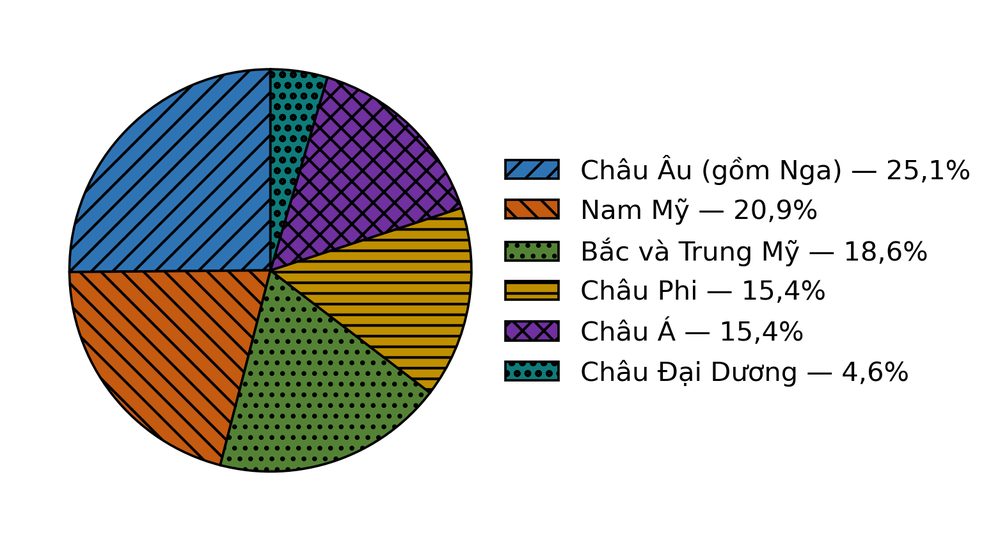 Châu Âu (gồm Nga) — 25,1%
Nam Mỹ — 20,9%
Bắc và Trung Mỹ — 18,6%
Châu Phi — 15,4%
Châu Á — 15,4%
Châu Đại Dương — 4,6%